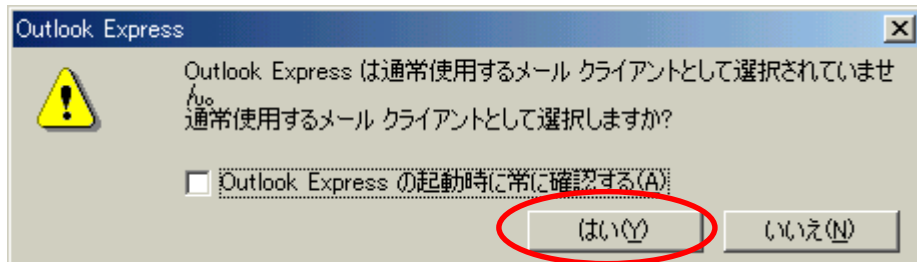 Outlook Express
Outlook Express は通常使用するメール クライアントとして選択されていませ
ん。
通常使用するメール クライアントとして選択しますか?
Outlook Express の起動時に常に確認する(A)
はい(Y)
いいえ(N)